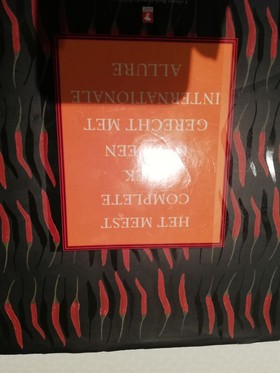 HET MEEST
COMPLETE
EEN
GERECHT MET
INTERNATIONALE
ALLURE